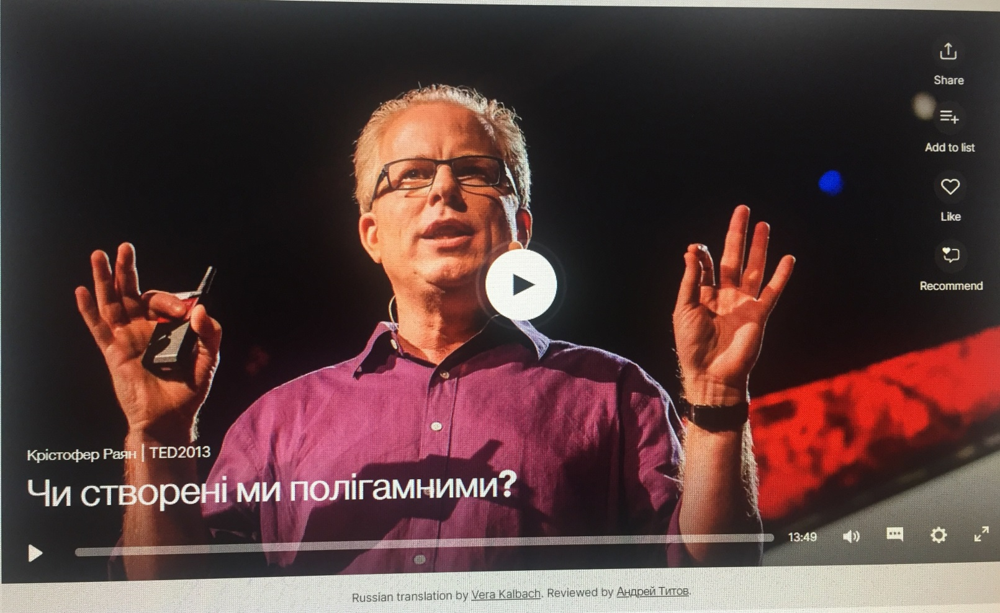 Share
Add to list
Like
Recommend
Крістофер Раян | TED2013
Чи створені ми полігамними?
13:49
Russian translation by Vera Kalbach. Reviewed by Андрей Титов.